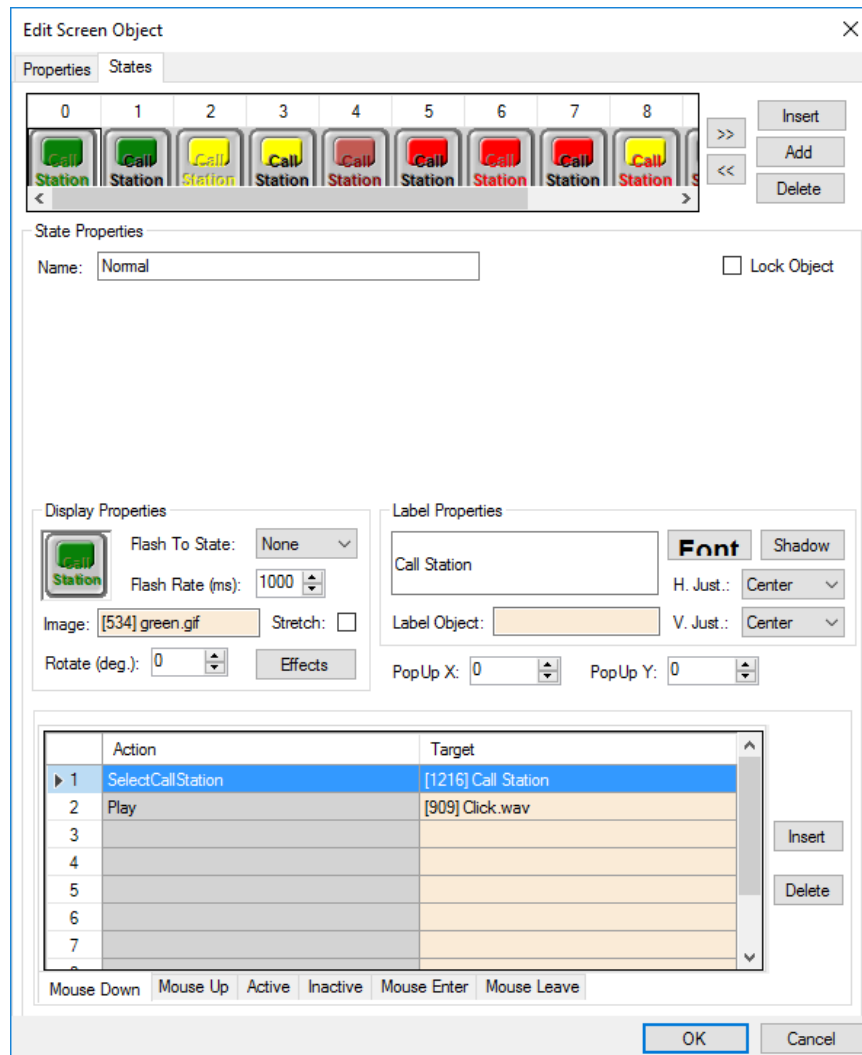 Edit Screen Object
Properties States
0 1 2 3 4 5 6 7 8
Call Call Call Call Call Call Call Call Call
Station Station Station Station Station Station Station Station Station S
< >
>>
<<
Insert
Add
Delete
State Properties
Name: Normal Lock Object
Display Properties
Call
Station
Flash To State: None
Flash Rate (ms): 1000
Image: [534] green.gif Stretch:
Rotate (deg.): 0 Effects
Label Properties
Call Station
Font Shadow
H. Just.: Center
Label Object: V. Just.: Center
PopUp X: 0 PopUp Y: 0
Action Target
1 SelectCallStation [1216] Call Station
2 Play [909] Click.wav
3
4
5
6
7
Insert
Delete
Mouse Down Mouse Up Active Inactive Mouse Enter Mouse Leave
OK Cancel